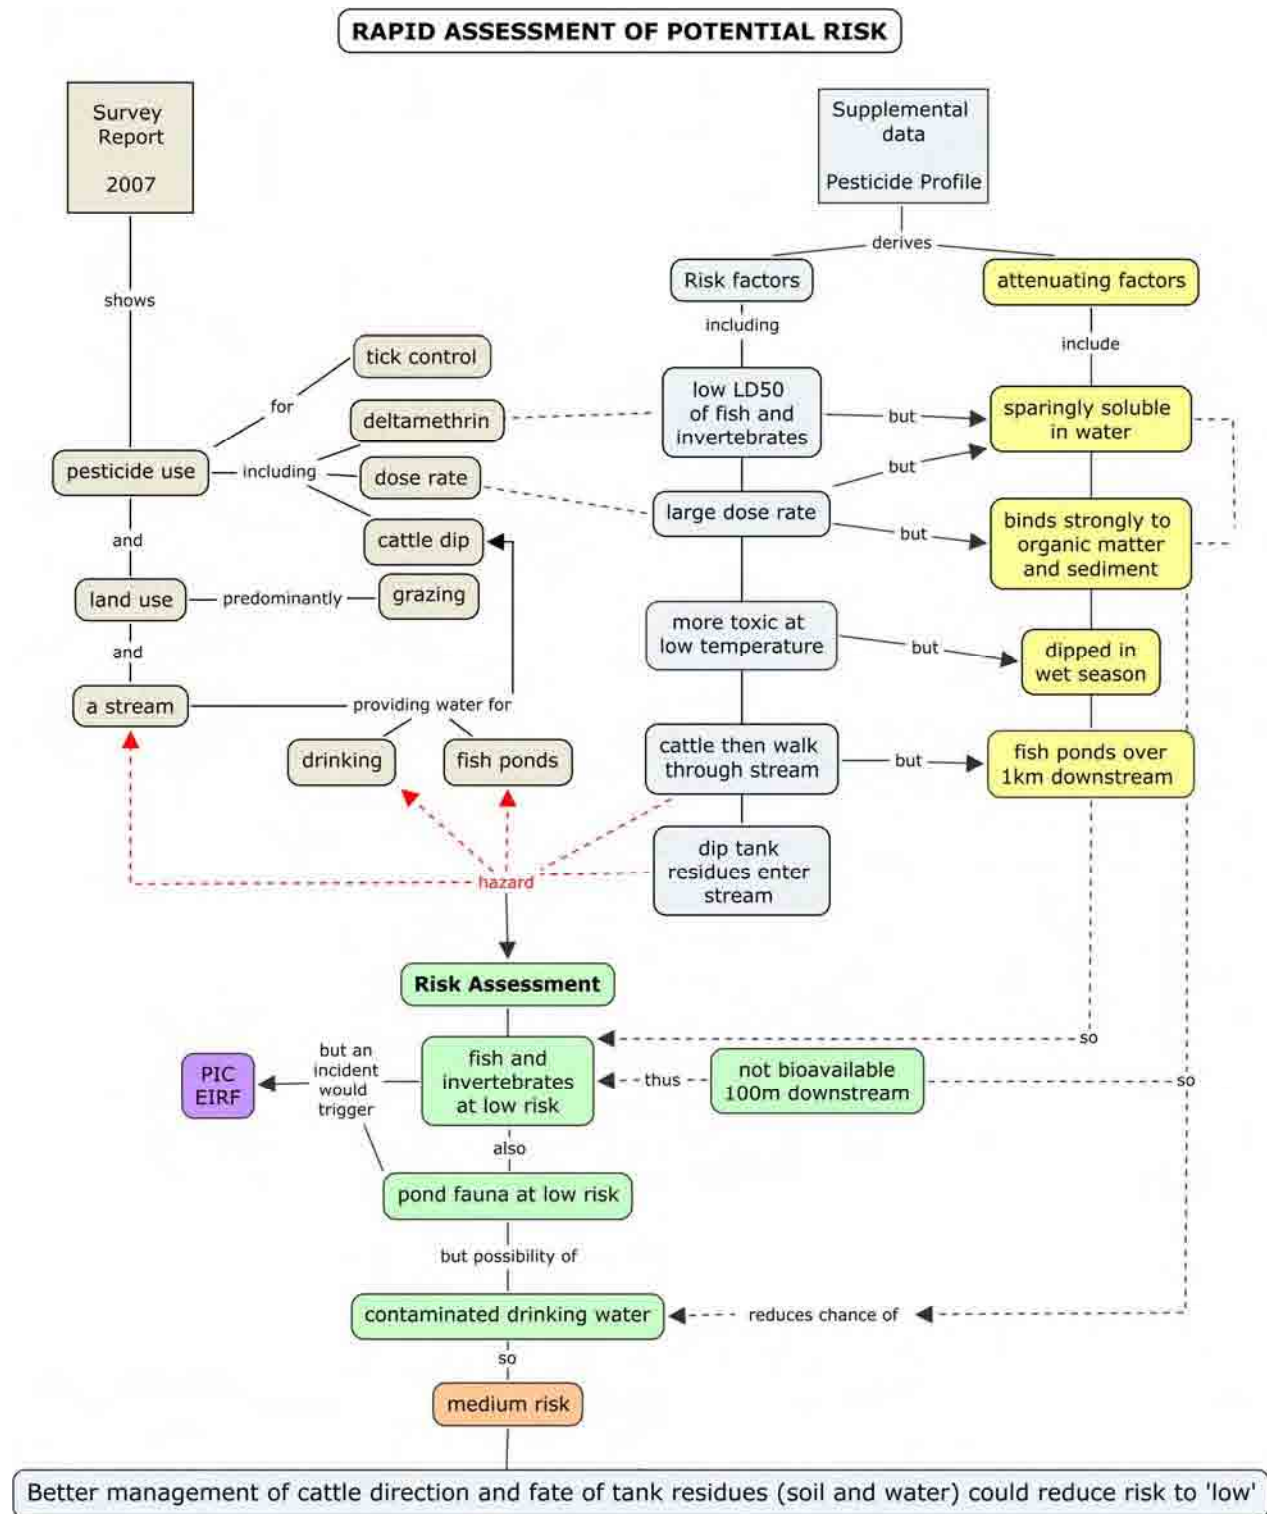 RAPID ASSESSMENT OF POTENTIAL RISK
Survey
Report
2007
Supplemental
data
Pesticide Profile
derives
Risk factors
attenuating factors
shows
including
include
tick control
for
low LD50
of fish and
invertebrates
but
sparingly soluble
in water
deltamethrin
pesticide use
including
dose rate
but
large dose rate
but
binds strongly to
organic matter
and sediment
cattle dip
and
land use
predominantly
grazing
more toxic at
low temperature
but
dipped in
wet season
and
a stream
providing water for
drinking
fish ponds
cattle then walk
through stream
but
fish ponds over
1km downstream
dip tank
residues enter
stream
hazard
Risk Assessment
so
PIC
EIRF
but an
incident
would
trigger
fish and
invertebrates
at low risk
thus
not bioavailable
100m downstream
so
also
pond fauna at low risk
but possibility of
contaminated drinking water
reduces chance of
so
medium risk
Better management of cattle direction and fate of tank residues (soil and water) could reduce risk to 'low'